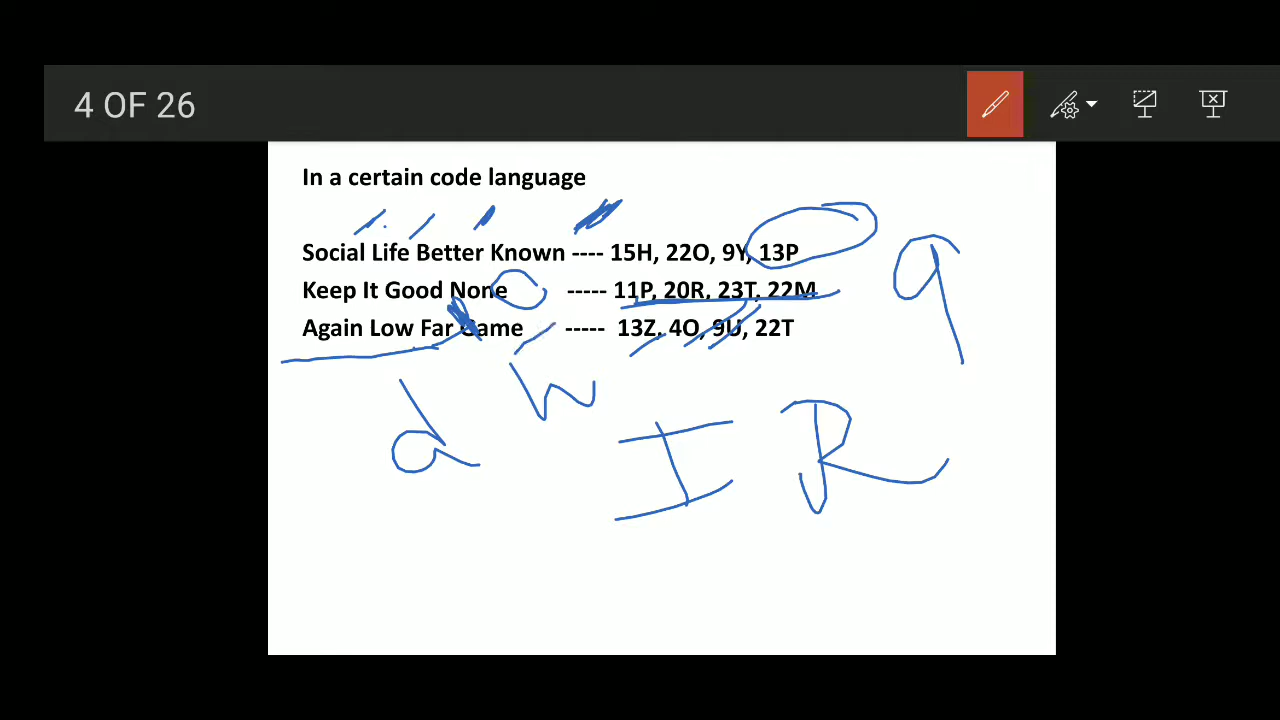 4 OF 26
In a certain code language
Social Life Better Known ---- 15H, 22O, 9Y, 13P
Keep It Good None ----- 11P, 20R, 23T, 22M
Again Low Far Game ----- 13Z, 4O, 9U, 22T
9
d w I R